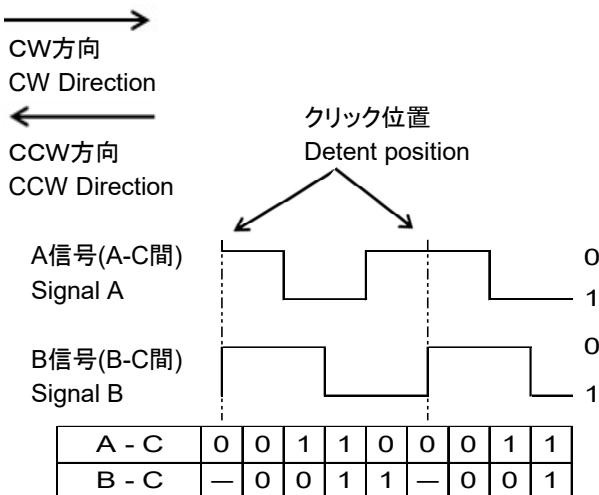 CW方向
CW Direction
CCW方向
CCW Direction
クリック位置
Detent position
A信号(A-C間)
Signal A
0
1
B信号(B-C間)
Signal B
0
1
A - C 0 0 1 1 0 0 0 1 1
B - C — 0 0 1 1 — 0 0 1